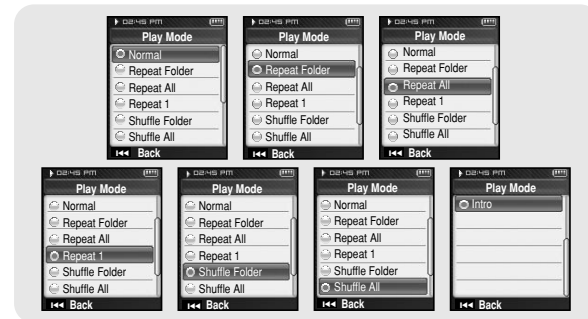 02:45 PM
Play Mode
Normal
Repeat Folder
Repeat All
Repeat 1
Shuffle Folder
Shuffle All
Back
02:45 PM
Play Mode
Normal
Repeat Folder
Repeat All
Repeat 1
Shuffle Folder
Shuffle All
Back
02:45 PM
Play Mode
Normal
Repeat Folder
Repeat All
Repeat 1
Shuffle Folder
Shuffle All
Back
02:45 PM
Play Mode
Normal
Repeat Folder
Repeat All
Repeat 1
Shuffle Folder
Shuffle All
Back
02:45 PM
Play Mode
Normal
Repeat Folder
Repeat All
Repeat 1
Shuffle Folder
Shuffle All
Back
02:45 PM
Play Mode
Normal
Repeat Folder
Repeat All
Repeat 1
Shuffle Folder
Shuffle All
Back
02:45 PM
Play Mode
Intro
Back